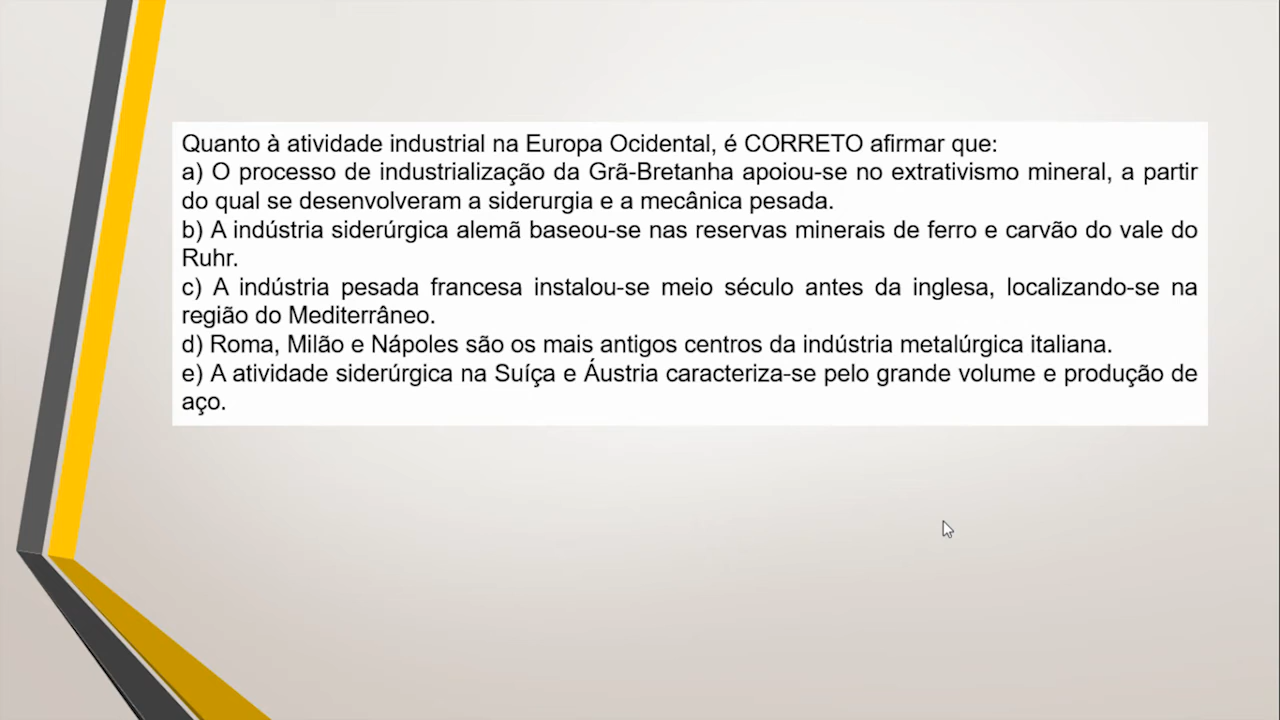 Quanto à atividade industrial na Europa Ocidental, é CORRETO afirmar que:
a) O processo de industrialização da Grã-Bretanha apoiou-se no extrativismo mineral, a partir
do qual se desenvolveram a siderurgia e a mecânica pesada.
b) A indústria siderúrgica alemã baseou-se nas reservas minerais de ferro e carvão do vale do
Ruhr.
c) A indústria pesada francesa instalou-se meio século antes da inglesa, localizando-se na
região do Mediterrâneo.
d) Roma, Milão e Nápoles são os mais antigos centros da indústria metalúrgica italiana.
e) A atividade siderúrgica na Suíça e Áustria caracteriza-se pelo grande volume e produção de
aço.